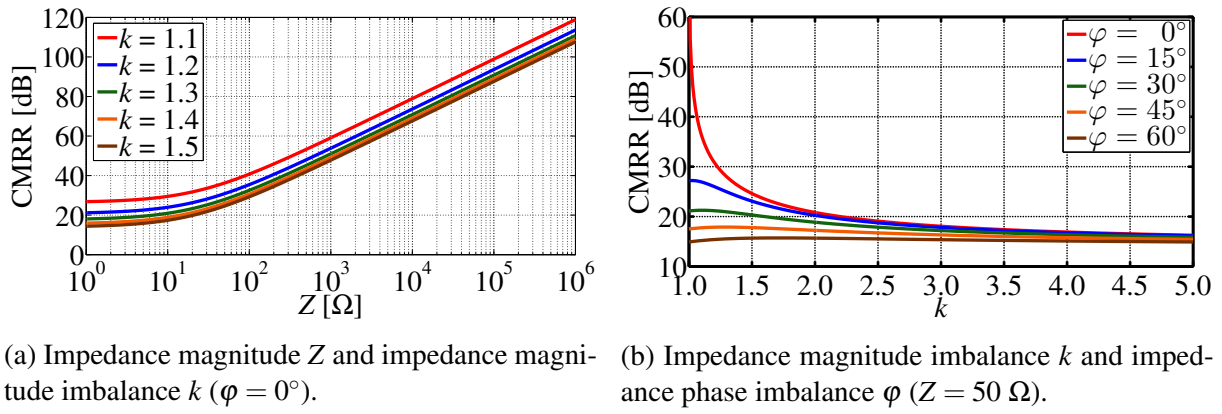 120
100
80
60
40
20
0
CMRR [dB]
k = 1.1
k = 1.2
k = 1.3
k = 1.4
k = 1.5
10^0 10^1 10^2 10^3 10^4 10^5 10^6
Z [Ω]
(a) Impedance magnitude Z and impedance magni-
tude imbalance k (φ = 0°).
60
50
40
30
20
10
CMRR [dB]
φ = 0°
φ = 15°
φ = 30°
φ = 45°
φ = 60°
1.0 1.5 2.0 2.5 3.0 3.5 4.0 4.5 5.0
k
(b) Impedance magnitude imbalance k and imped-
ance phase imbalance φ (Z = 50 Ω).